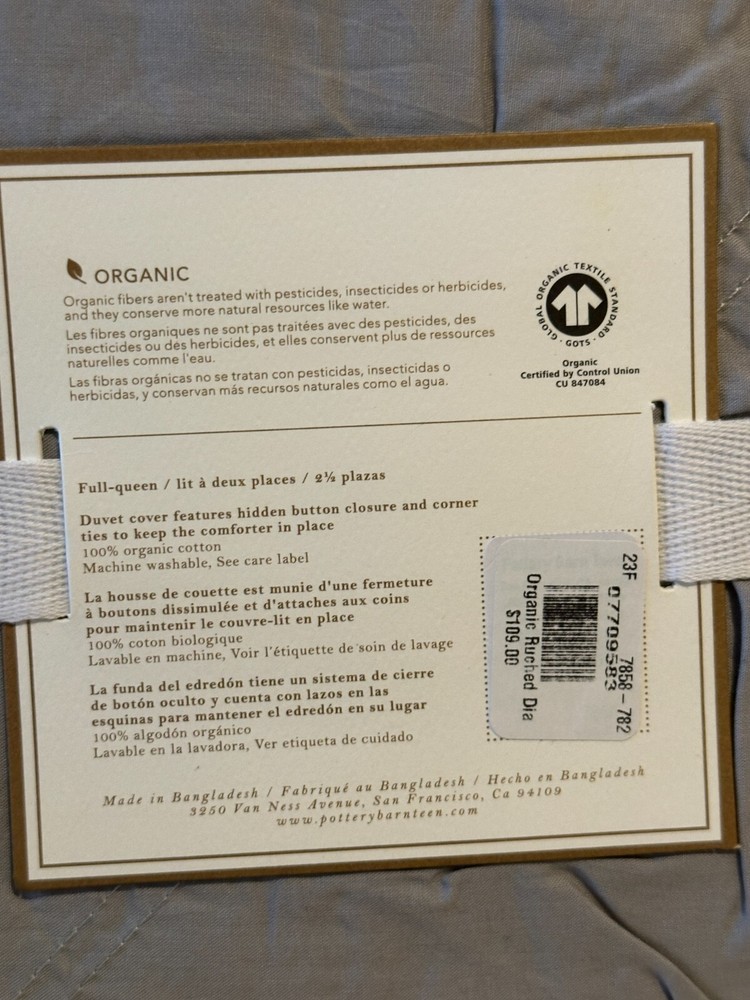 ORGANIC
Organic fibers aren't treated with pesticides, insecticides or herbicides,
and they conserve more natural resources like water.
Les fibres organiques ne sont pas traitées avec des pesticides, des
insecticides ou des herbicides, et elles conservent plus de ressources
naturelles comme l'eau.
Las fibras orgánicas no se tratan con pesticidas, insecticidas o
herbicidas, y conservan más recursos naturales como el agua.
GLOBAL ORGANIC TEXTILE STANDARD
· GOTS ·
Organic
Certified by Control Union
CU 847084
Full-queen / lit à deux places / 2½ plazas
Duvet cover features hidden button closure and corner
ties to keep the comforter in place
100% organic cotton
Machine washable, See care label
La housse de couette est munie d'une fermeture
à boutons dissimulée et d'attaches aux coins
pour maintenir le couvre-lit en place
100% coton biologique
Lavable en machine, Voir l'étiquette de soin de lavage
La funda del edredón tiene un sistema de cierre
de botón oculto y cuenta con lazos en las
esquinas para mantener el edredón en su lugar
100% algodón orgánico
Lavable en la lavadora, Ver etiqueta de cuidado
23F
7858-782
07709583
Organic Ruched Dia
$109.00
Made in Bangladesh / Fabriqué au Bangladesh / Hecho en Bangladesh
3250 Van Ness Avenue, San Francisco, Ca 94109
www.potterybarnteen.com